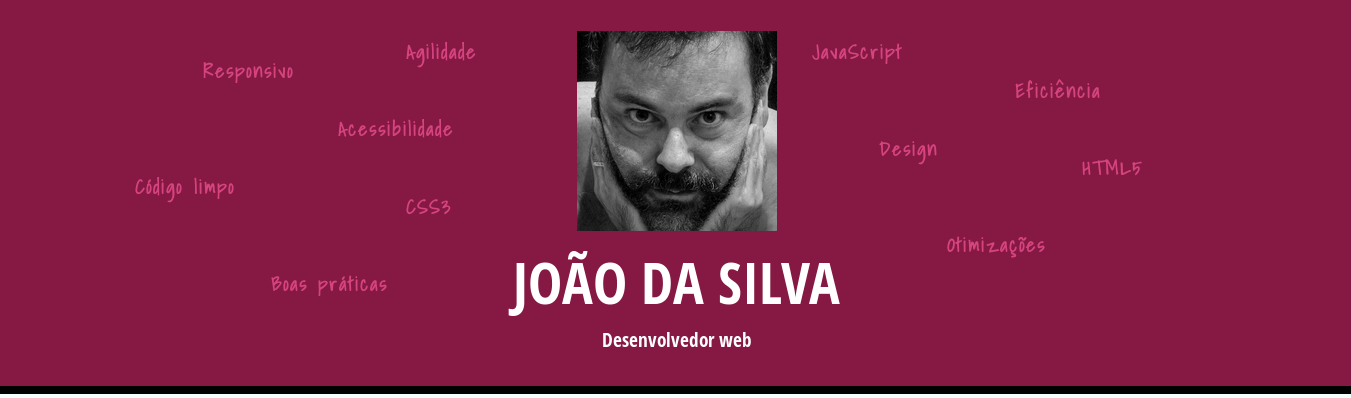 Agilidade
JavaScript
Responsivo
Eficiência
Acessibilidade
Design
HTML5
Código limpo
CSS3
Otimizações
Boas práticas
JOÃO DA SILVA
Desenvolvedor web